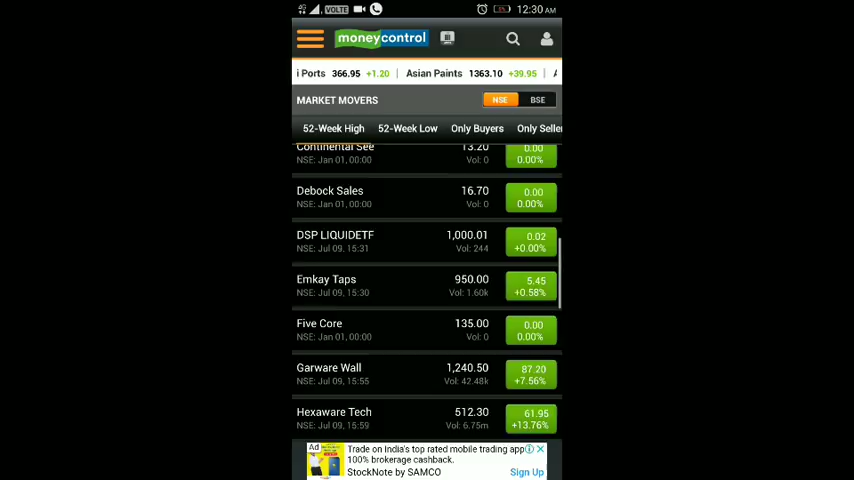 4G VOLTE 12:30 AM
moneycontrol
i Ports 366.95 +1.20 | Asian Paints 1363.10 +39.95 | A
MARKET MOVERS NSE BSE
52-Week High 52-Week Low Only Buyers Only Seller
Continental See 13.20 0.00
NSE: Jan 01, 00:00 Vol: 0 0.00%
Debock Sales 16.70 0.00
NSE: Jan 01, 00:00 Vol: 0 0.00%
DSP LIQUIDETF 1,000.01 0.02
NSE: Jul 09, 15:31 Vol: 244 +0.00%
Emkay Taps 950.00 5.45
NSE: Jul 09, 15:30 Vol: 1.60k +0.58%
Five Core 135.00 0.00
NSE: Jan 01, 00:00 Vol: 0 0.00%
Garware Wall 1,240.50 87.20
NSE: Jul 09, 15:55 Vol: 42.48k +7.56%
Hexaware Tech 512.30 61.95
NSE: Jul 09, 15:59 Vol: 6.75m +13.76%
Ad Trade on India's top rated mobile trading app
100% brokerage cashback.
StockNote by SAMCO Sign Up